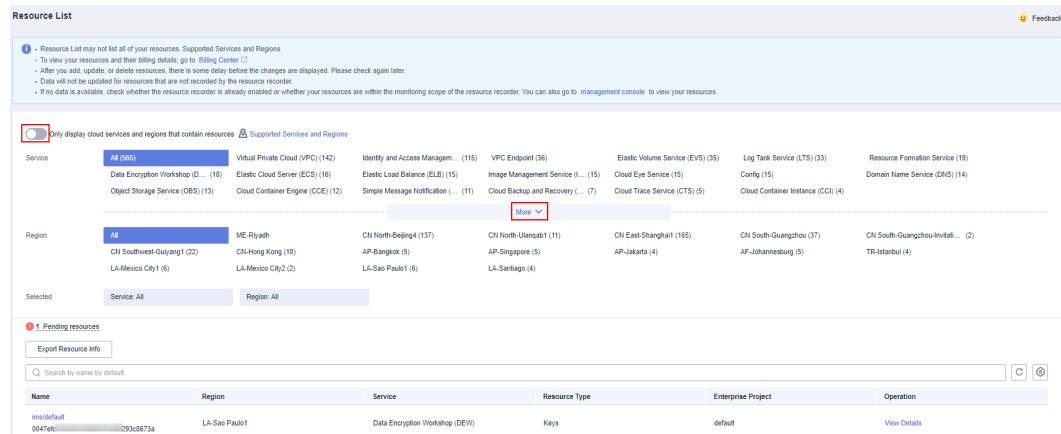 Resource List
Feedback
Resource List may not list all of your resources. Supported Services and Regions
To view your resources and their billing details, go to Billing Center
After you add, update, or delete resources, there is some delay before the changes are displayed. Please check again later.
Data will not be updated for resources that are not recorded by the resource recorder.
If no data is available, check whether the resource recorder is already enabled or whether your resources are within the monitoring scope of the resource recorder. You can also go to management console to view your resources.
Only display cloud services and regions that contain resources Supported Services and Regions
Service All (565) Virtual Private Cloud (VPC) (142) Identity and Access Managem... (115) VPC Endpoint (36) Elastic Volume Service (EVS) (35) Log Tank Service (LTS) (33) Resource Formation Service (19)
Data Encryption Workshop (D... (18) Elastic Cloud Server (ECS) (16) Elastic Load Balance (ELB) (15) Image Management Service (I... (15) Cloud Eye Service (15) Config (15) Domain Name Service (DNS) (14)
Object Storage Service (OBS) (13) Cloud Container Engine (CCE) (12) Simple Message Notification (... (11) Cloud Backup and Recovery (... (7) Cloud Trace Service (CTS) (5) Cloud Container Instance (CCI) (4)
More
Region All ME-Riyadh CN North-Beijing4 (137) CN North-Ulanqab1 (11) CN East-Shanghai1 (165) CN South-Guangzhou (37) CN South-Guangzhou-Invitati... (2)
CN Southwest-Guiyang1 (22) CN-Hong Kong (10) AP-Bangkok (5) AP-Singapore (5) AP-Jakarta (4) AF-Johannesburg (5) TR-Istanbul (4)
LA-Mexico City1 (6) LA-Mexico City2 (2) LA-Sao Paulo1 (6) LA-Santiago (4)
Selected Service: All Region: All
1 Pending resources
Export Resource Info
Search by name by default.
Name Region Service Resource Type Enterprise Project Operation
ims/default
0047efc 293c8673a LA-Sao Paulo1 Data Encryption Workshop (DEW) Keys default View Details